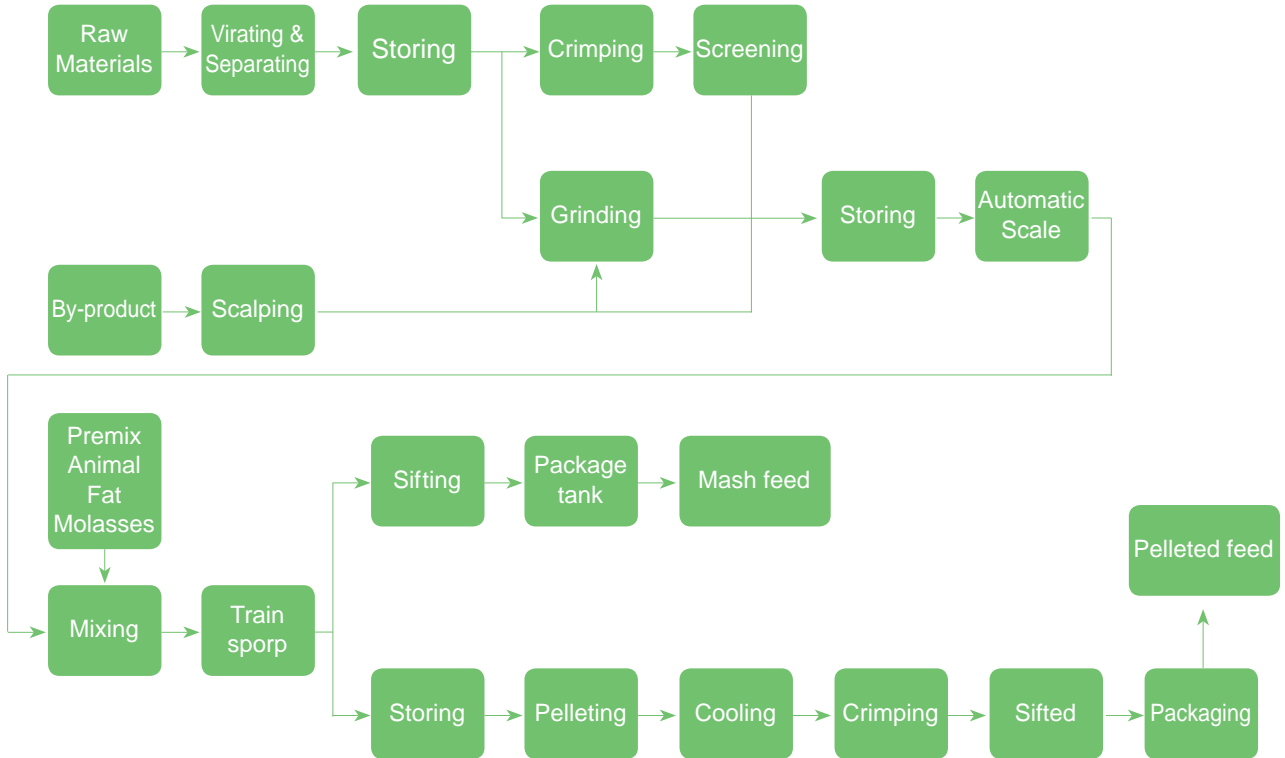 Raw
Materials
Virating &
Separating
Storing
Crimping
Screening
Grinding
Storing
Automatic
Scale
By-product
Scalping
Premix
Animal
Fat
Molasses
Sifting
Package
tank
Mash feed
Pelleted feed
Mixing
Train
sporp
Storing
Pelleting
Cooling
Crimping
Sifted
Packaging